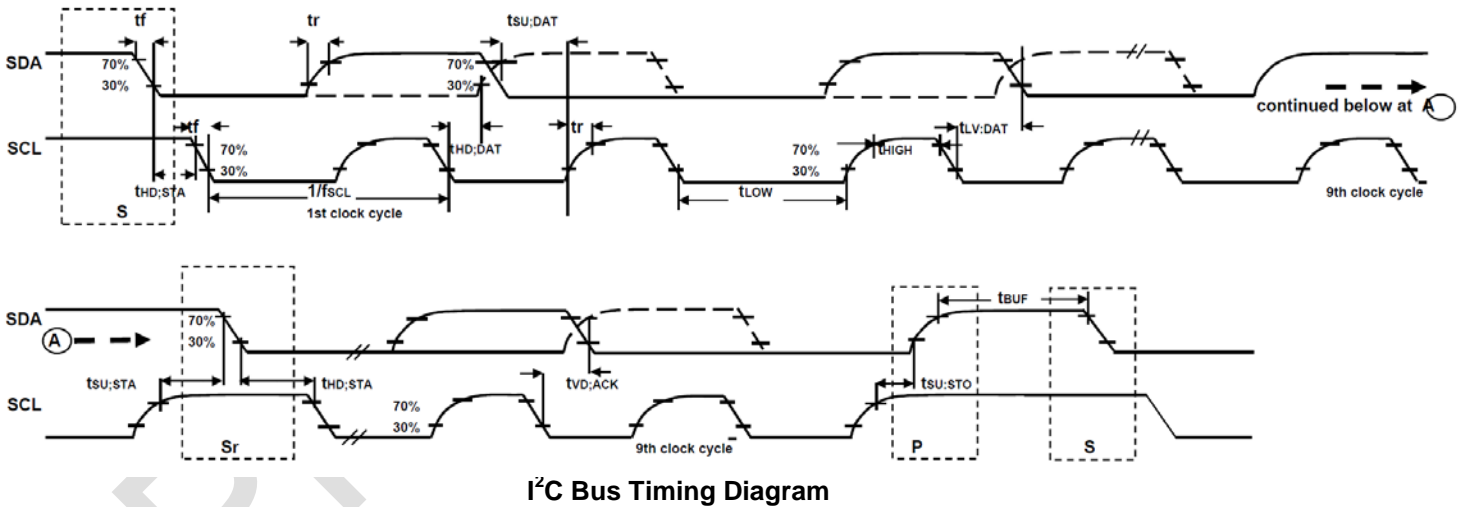 tf
tr
tSU;DAT
SDA
70%
30%
70%
30%
continued below at A
SCL
tf
70%
30%
tHD;STA
tHD;DAT
tr
70%
30%
tHIGH
tLV:DAT
1/fSCL
1st clock cycle
tLOW
9th clock cycle
S
SDA
A
70%
30%
tBUF
tSU;STA
tHD;STA
tVD;ACK
tSU:STO
SCL
70%
30%
9th clock cycle
Sr
P
S
I²C Bus Timing Diagram